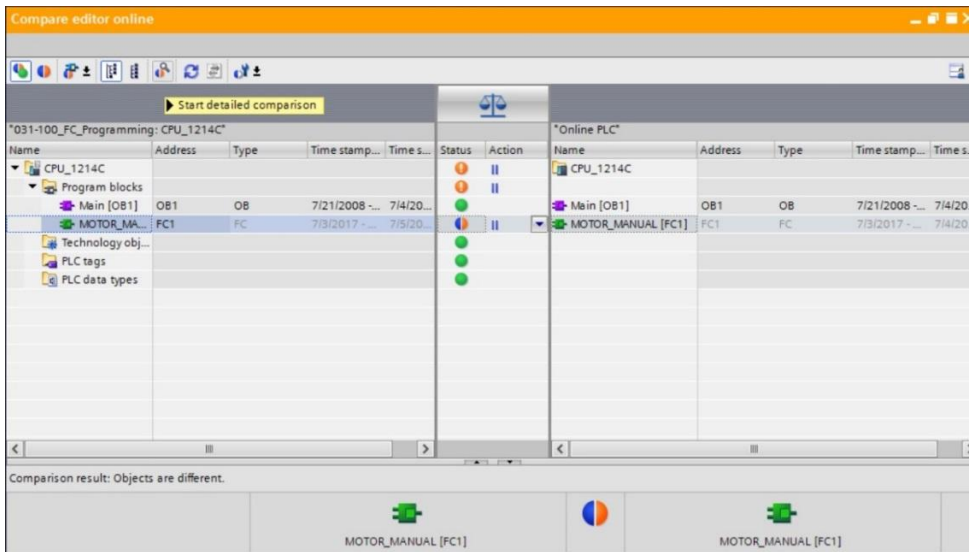 Compare editor online
Start detailed comparison
"031-100_FC_Programming: CPU_1214C" "Online PLC"
Name Address Type Time stamp... Time s... Status Action Name Address Type Time stamp... Time s.
CPU_1214C CPU_1214C
Program blocks
Main [OB1] OB1 OB 7/21/2008 -... 7/4/20... Main [OB1] OB1 OB 7/21/2008 -... 7/4/20
MOTOR_MA... FC1 FC 7/3/2017 - ... 7/5/20... MOTOR_MANUAL [FC1] FC1 FC 7/3/2017 - ... 7/4/20
Technology obj...
PLC tags
PLC data types
Comparison result: Objects are different.
MOTOR_MANUAL [FC1] MOTOR_MANUAL [FC1]